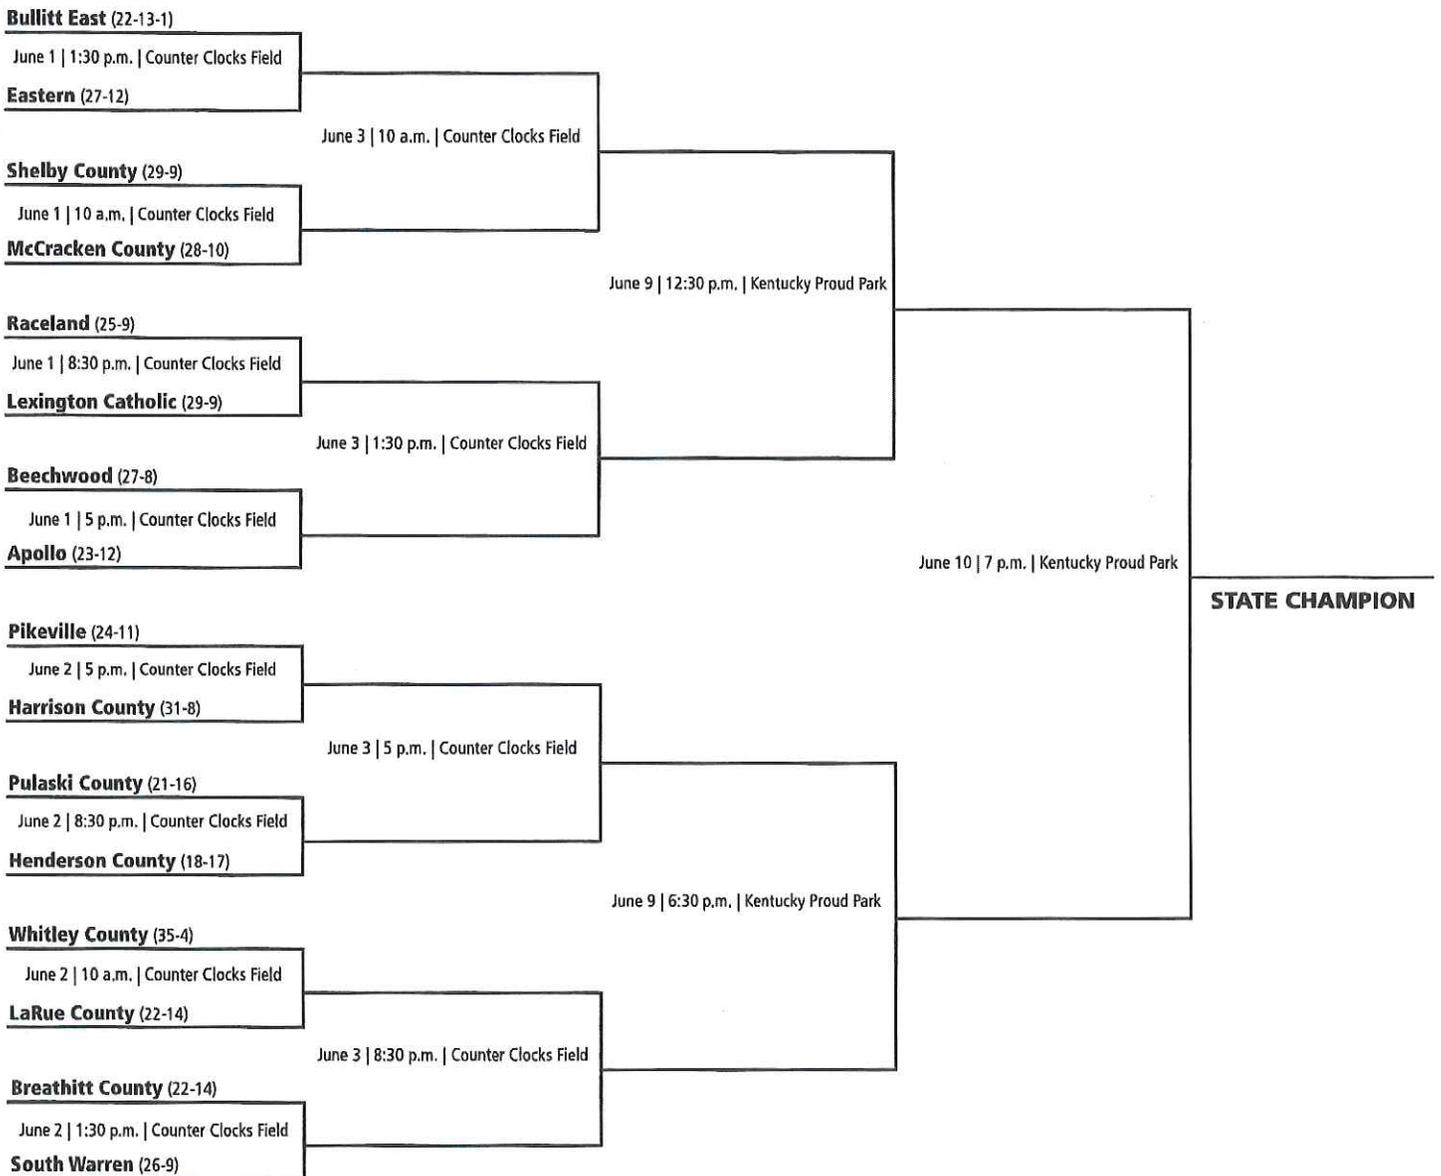 Bullitt East (22-13-1)
June 1 | 1:30 p.m. | Counter Clocks Field
Eastern (27-12)
June 3 | 10 a.m. | Counter Clocks Field
Shelby County (29-9)
June 1 | 10 a.m. | Counter Clocks Field
McCracken County (28-10)
June 9 | 12:30 p.m. | Kentucky Proud Park
Raceland (25-9)
June 1 | 8:30 p.m. | Counter Clocks Field
Lexington Catholic (29-9)
June 3 | 1:30 p.m. | Counter Clocks Field
Beechwood (27-8)
June 1 | 5 p.m. | Counter Clocks Field
Apollo (23-12)
June 10 | 7 p.m. | Kentucky Proud Park
STATE CHAMPION
Pikeville (24-11)
June 2 | 5 p.m. | Counter Clocks Field
Harrison County (31-8)
June 3 | 5 p.m. | Counter Clocks Field
Pulaski County (21-16)
June 2 | 8:30 p.m. | Counter Clocks Field
Henderson County (18-17)
June 9 | 6:30 p.m. | Kentucky Proud Park
Whitley County (35-4)
June 2 | 10 a.m. | Counter Clocks Field
LaRue County (22-14)
June 3 | 8:30 p.m. | Counter Clocks Field
Breathitt County (22-14)
June 2 | 1:30 p.m. | Counter Clocks Field
South Warren (26-9)